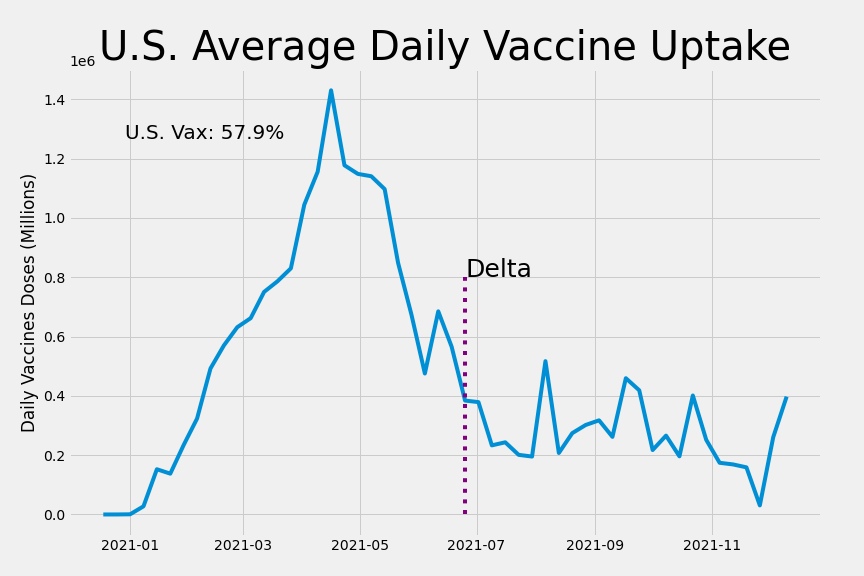 U.S. Average Daily Vaccine Uptake
1e6
1.4
U.S. Vax: 57.9%
1.2
1.0
Delta
0.8
0.6
0.4
0.2
0.0
Daily Vaccines Doses (Millions)
2021-01 2021-03 2021-05 2021-07 2021-09 2021-11